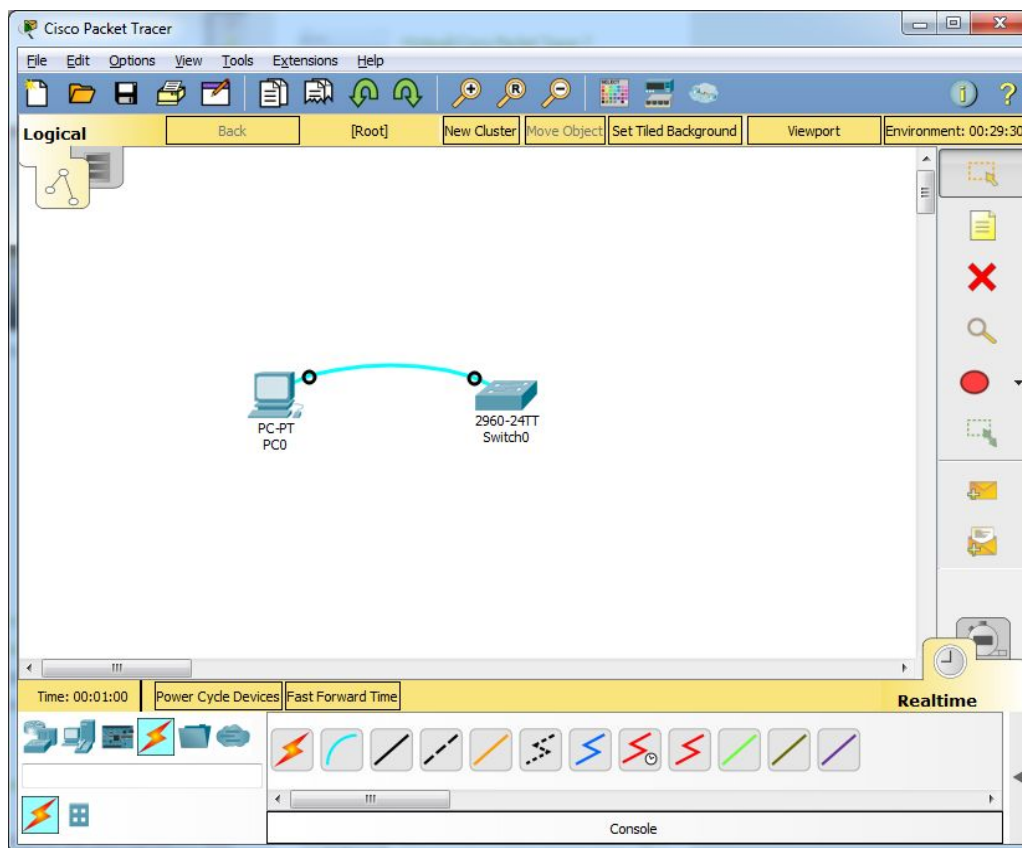 Cisco Packet Tracer
File Edit Options View Tools Extensions Help
Logical Back [Root] New Cluster Move Object Set Tiled Background Viewport Environment: 00:29:30
PC-PT
PC0
2960-24TT
Switch0
Time: 00:01:00 Power Cycle Devices Fast Forward Time Realtime
Console